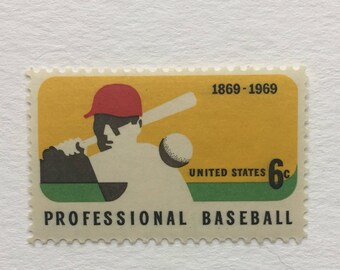 1869-1969
UNITED STATES 6c
PROFESSIONAL BASEBALL